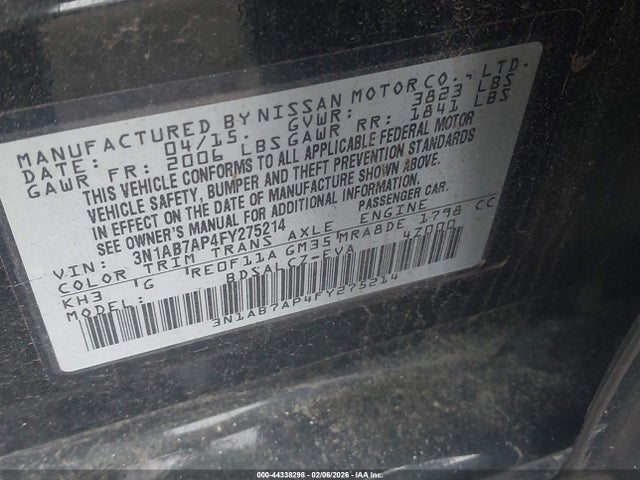 MANUFACTURED BY NISSAN MOTOR CO., LTD.
DATE: 04/15. GVWR: 3823 LBS
GAWR FR: 2006 LBS GAWR RR: 1841 LBS
THIS VEHICLE CONFORMS TO ALL APPLICABLE FEDERAL MOTOR
VEHICLE SAFETY, BUMPER AND THEFT PREVENTION STANDARDS
IN EFFECT ON THE DATE OF MANUFACTURE SHOWN ABOVE.
SEE OWNER'S MANUAL FOR ADDITIONAL INFORMATION.
VIN: 3N1AB7AP4FY275214 PASSENGER CAR.
COLOR TRIM TRANS AXLE ENGINE
KH3 G RE0F11A GM35 MRA8DE 1798 CC
MODEL: BDSALC7-EVA 47000
3N1AB7AP4FY275214
000-44338298 - 02/06/2026 - IAA Inc.